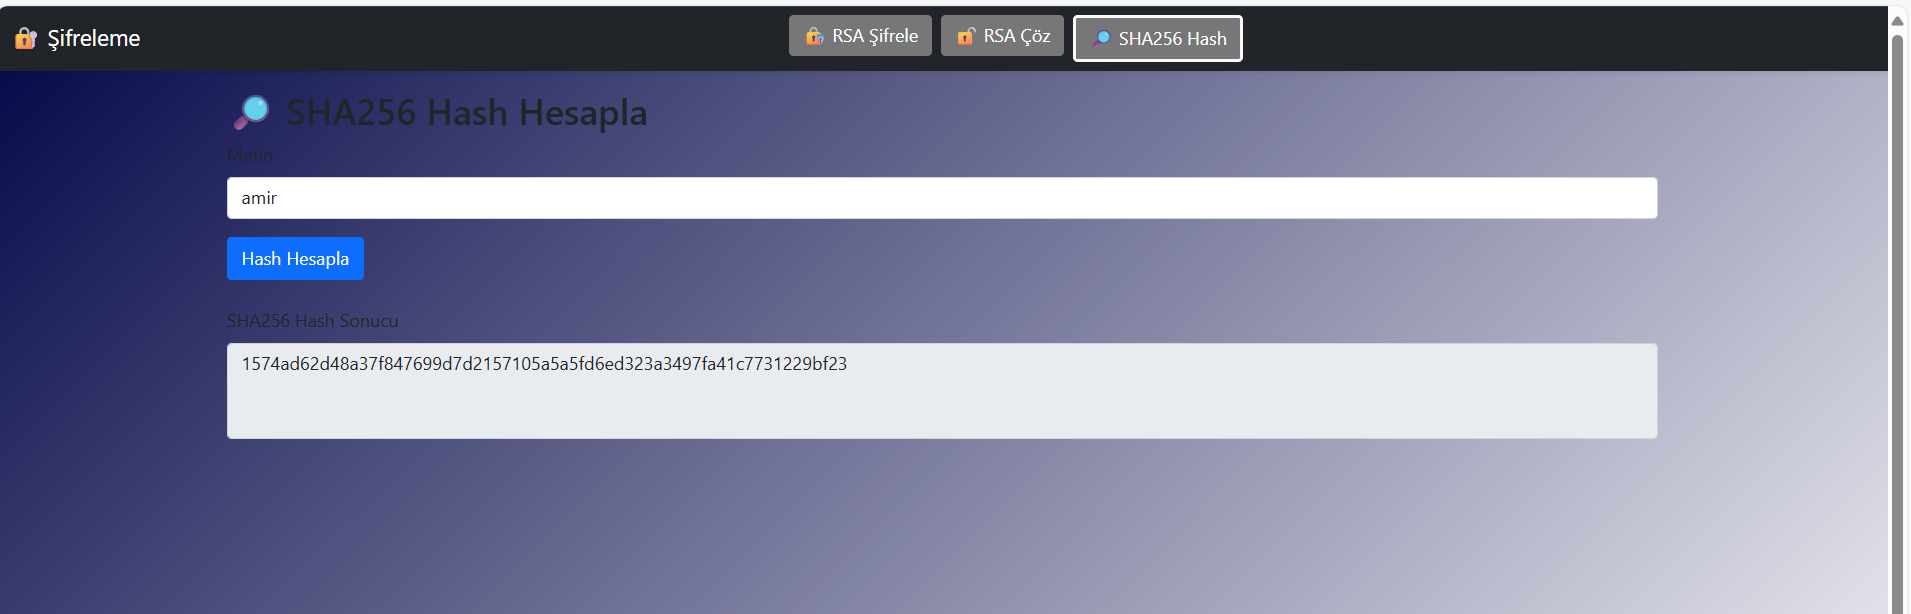 Şifreleme
RSA Şifrele
RSA Çöz
SHA256 Hash
SHA256 Hash Hesapla
Metin
amir
Hash Hesapla
SHA256 Hash Sonucu
1574ad62d48a37f847699d7d2157105a5a5fd6ed323a3497fa41c7731229bf23